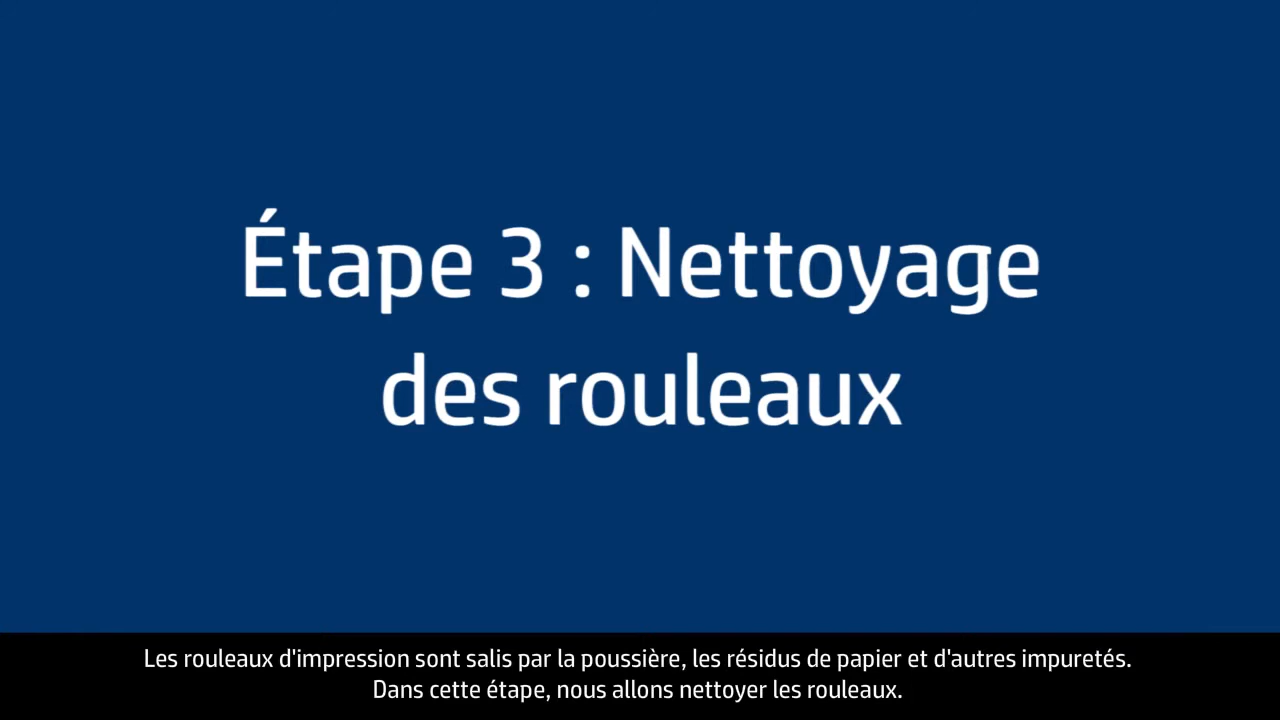 Étape 3 : Nettoyage
des rouleaux
Les rouleaux d'impression sont salis par la poussière, les résidus de papier et d'autres impuretés.
Dans cette étape, nous allons nettoyer les rouleaux.